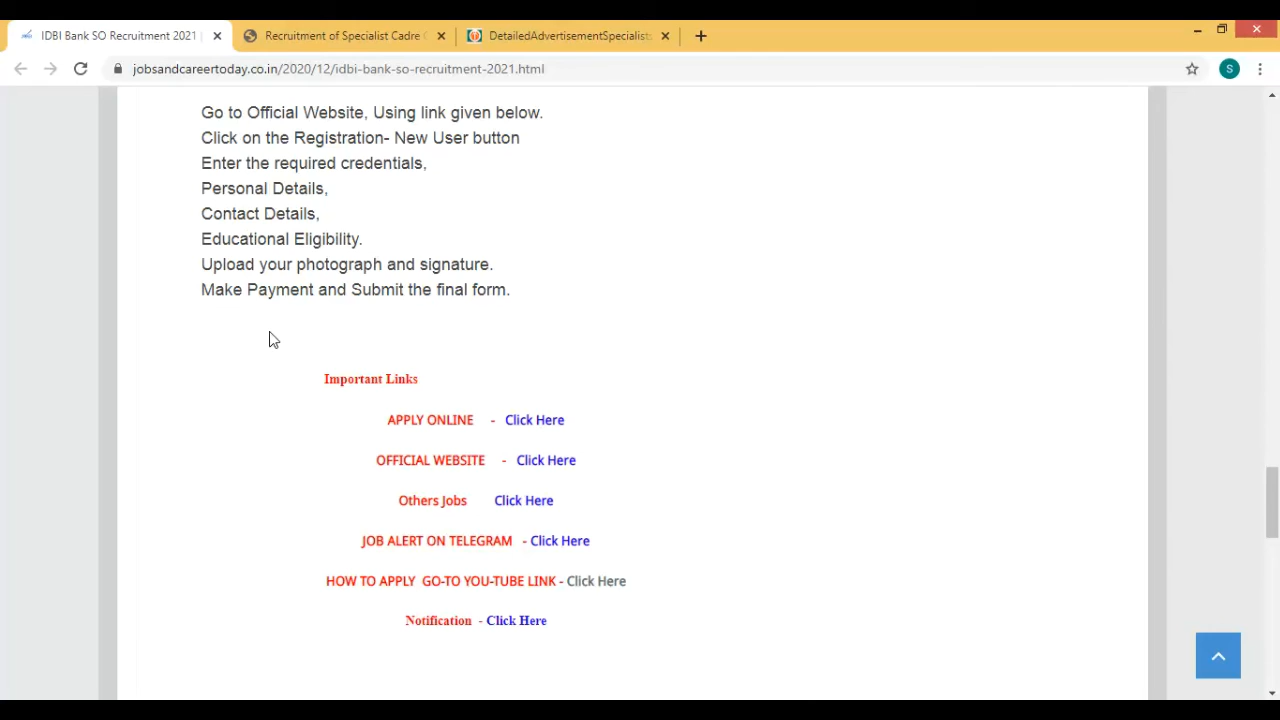 IDBI Bank SO Recruitment 2021 |
Recruitment of Specialist Cadre
DetailedAdvertisementSpecialist
jobsandcareertoday.co.in/2020/12/idbi-bank-so-recruitment-2021.html
S
Go to Official Website, Using link given below.
Click on the Registration- New User button
Enter the required credentials,
Personal Details,
Contact Details,
Educational Eligibility.
Upload your photograph and signature.
Make Payment and Submit the final form.
Important Links
APPLY ONLINE - Click Here
OFFICIAL WEBSITE - Click Here
Others Jobs Click Here
JOB ALERT ON TELEGRAM - Click Here
HOW TO APPLY GO-TO YOU-TUBE LINK - Click Here
Notification - Click Here